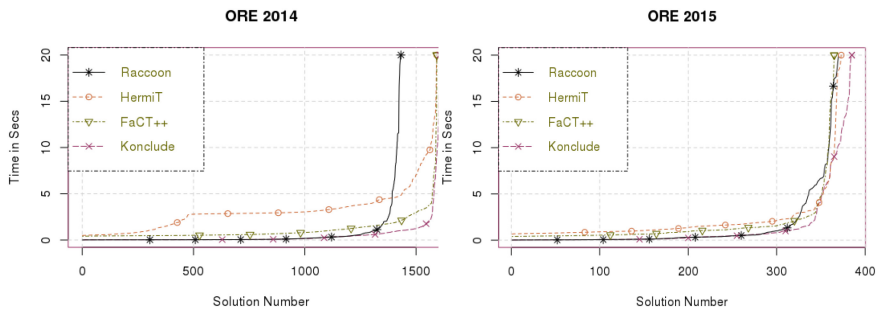 ORE 2014
Time in Secs
20
15
10
5
0
Raccoon
HermiT
FaCT++
Konclude
0 500 1000 1500
Solution Number
ORE 2015
Time in Secs
20
15
10
5
0
Raccoon
HermiT
FaCT++
Konclude
0 100 200 300 400
Solution Number